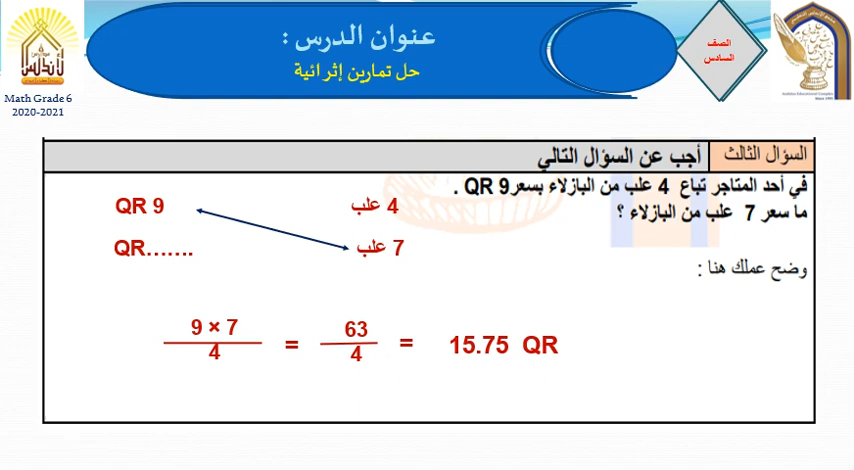 عنوان الدرس :
حل تمارين إثرائية
الصف
السادس
Math Grade 6
2020-2021
السؤال الثالث أجب عن السؤال التالي
في أحد المتاجر تباع 4 علب من البازلاء بسعر QR 9 .
ما سعر 7 علب من البازلاء ؟
4 علب QR 9
7 علب QR.......
وضح عملك هنا :
9 × 7
4
=
63
4
= 15.75 QR